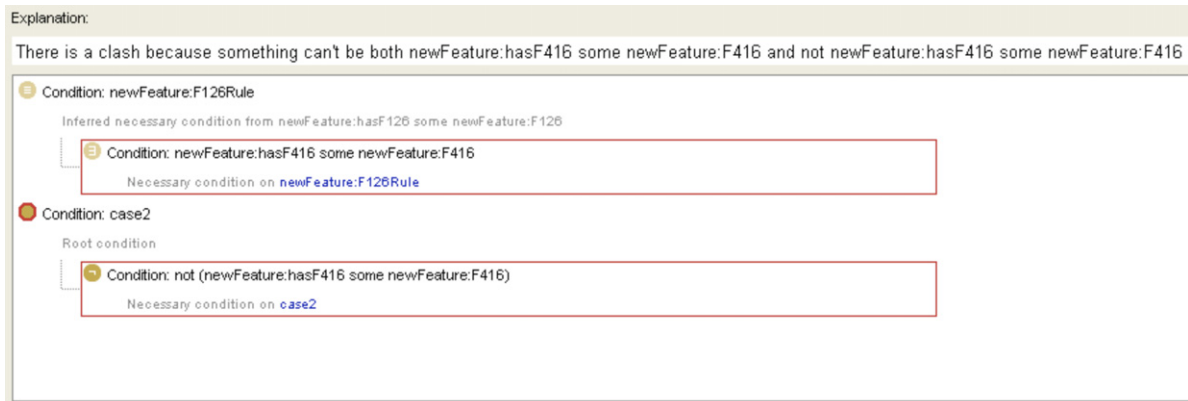 Explanation:
There is a clash because something can't be both newFeature:hasF416 some newFeature:F416 and not newFeature:hasF416 some newFeature:F416
Condition: newFeature:F126Rule
Inferred necessary condition from newFeature:hasF126 some newFeature:F126
Condition: newFeature:hasF416 some newFeature:F416
Necessary condition on newFeature:F126Rule
Condition: case2
Root condition
Condition: not (newFeature:hasF416 some newFeature:F416)
Necessary condition on case2